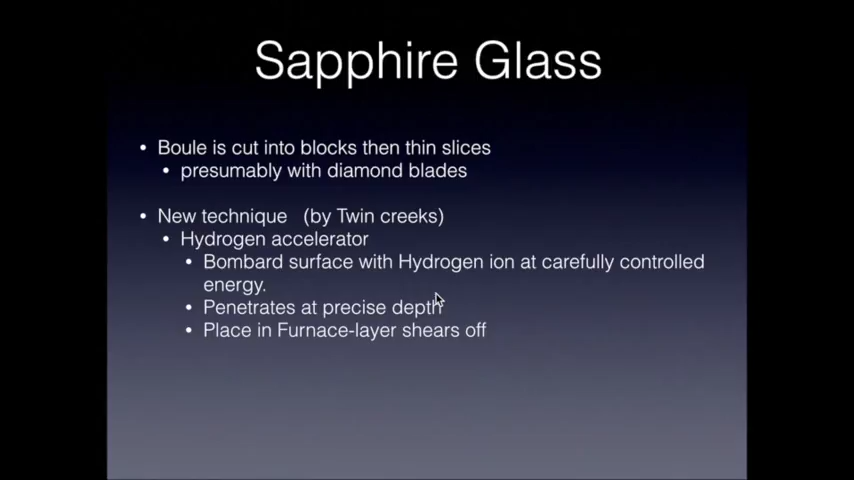 Sapphire Glass
• Boule is cut into blocks then thin slices
• presumably with diamond blades
• New technique (by Twin creeks)
• Hydrogen accelerator
• Bombard surface with Hydrogen ion at carefully controlled
energy.
• Penetrates at precise depth
• Place in Furnace-layer shears off